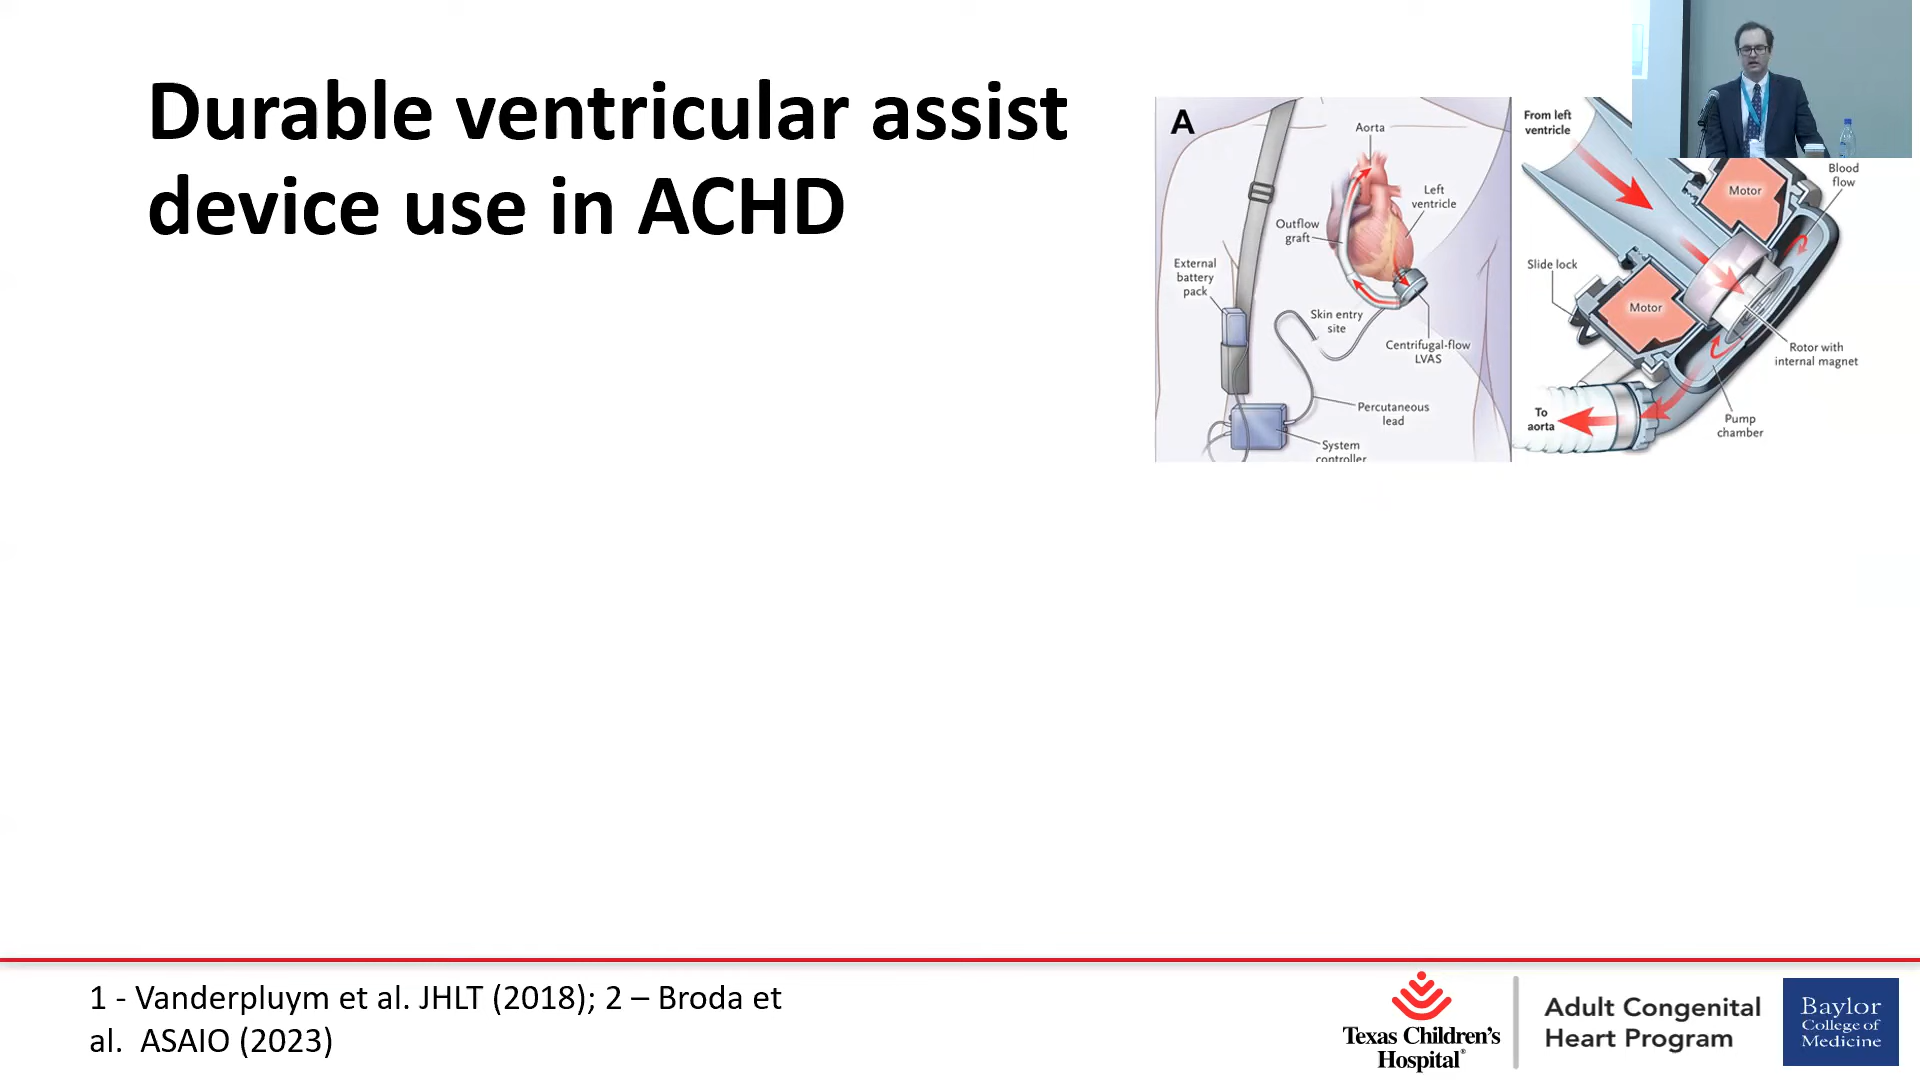 Durable ventricular assist
device use in ACHD
A
Aorta
Left
ventricle
Outflow
graft
External
battery
pack
Skin entry
site
Centrifugal-flow
LVAS
Percutaneous
lead
System
controller
From left
ventricle
Blood
flow
Motor
Slide lock
Motor
Rotor with
internal magnet
To
aorta
Pump
chamber
1 - Vanderpluym et al. JHLT (2018); 2 – Broda et
al.  ASAIO (2023)
Texas Children's
Hospital®
Adult Congenital
Heart Program
Baylor
College of
Medicine